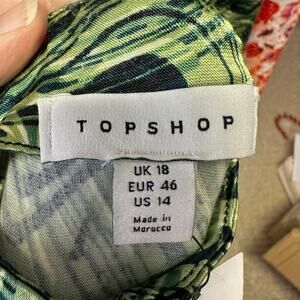 TOPSHOP
UK 18
EUR 46
US 14
Made in
Morocco